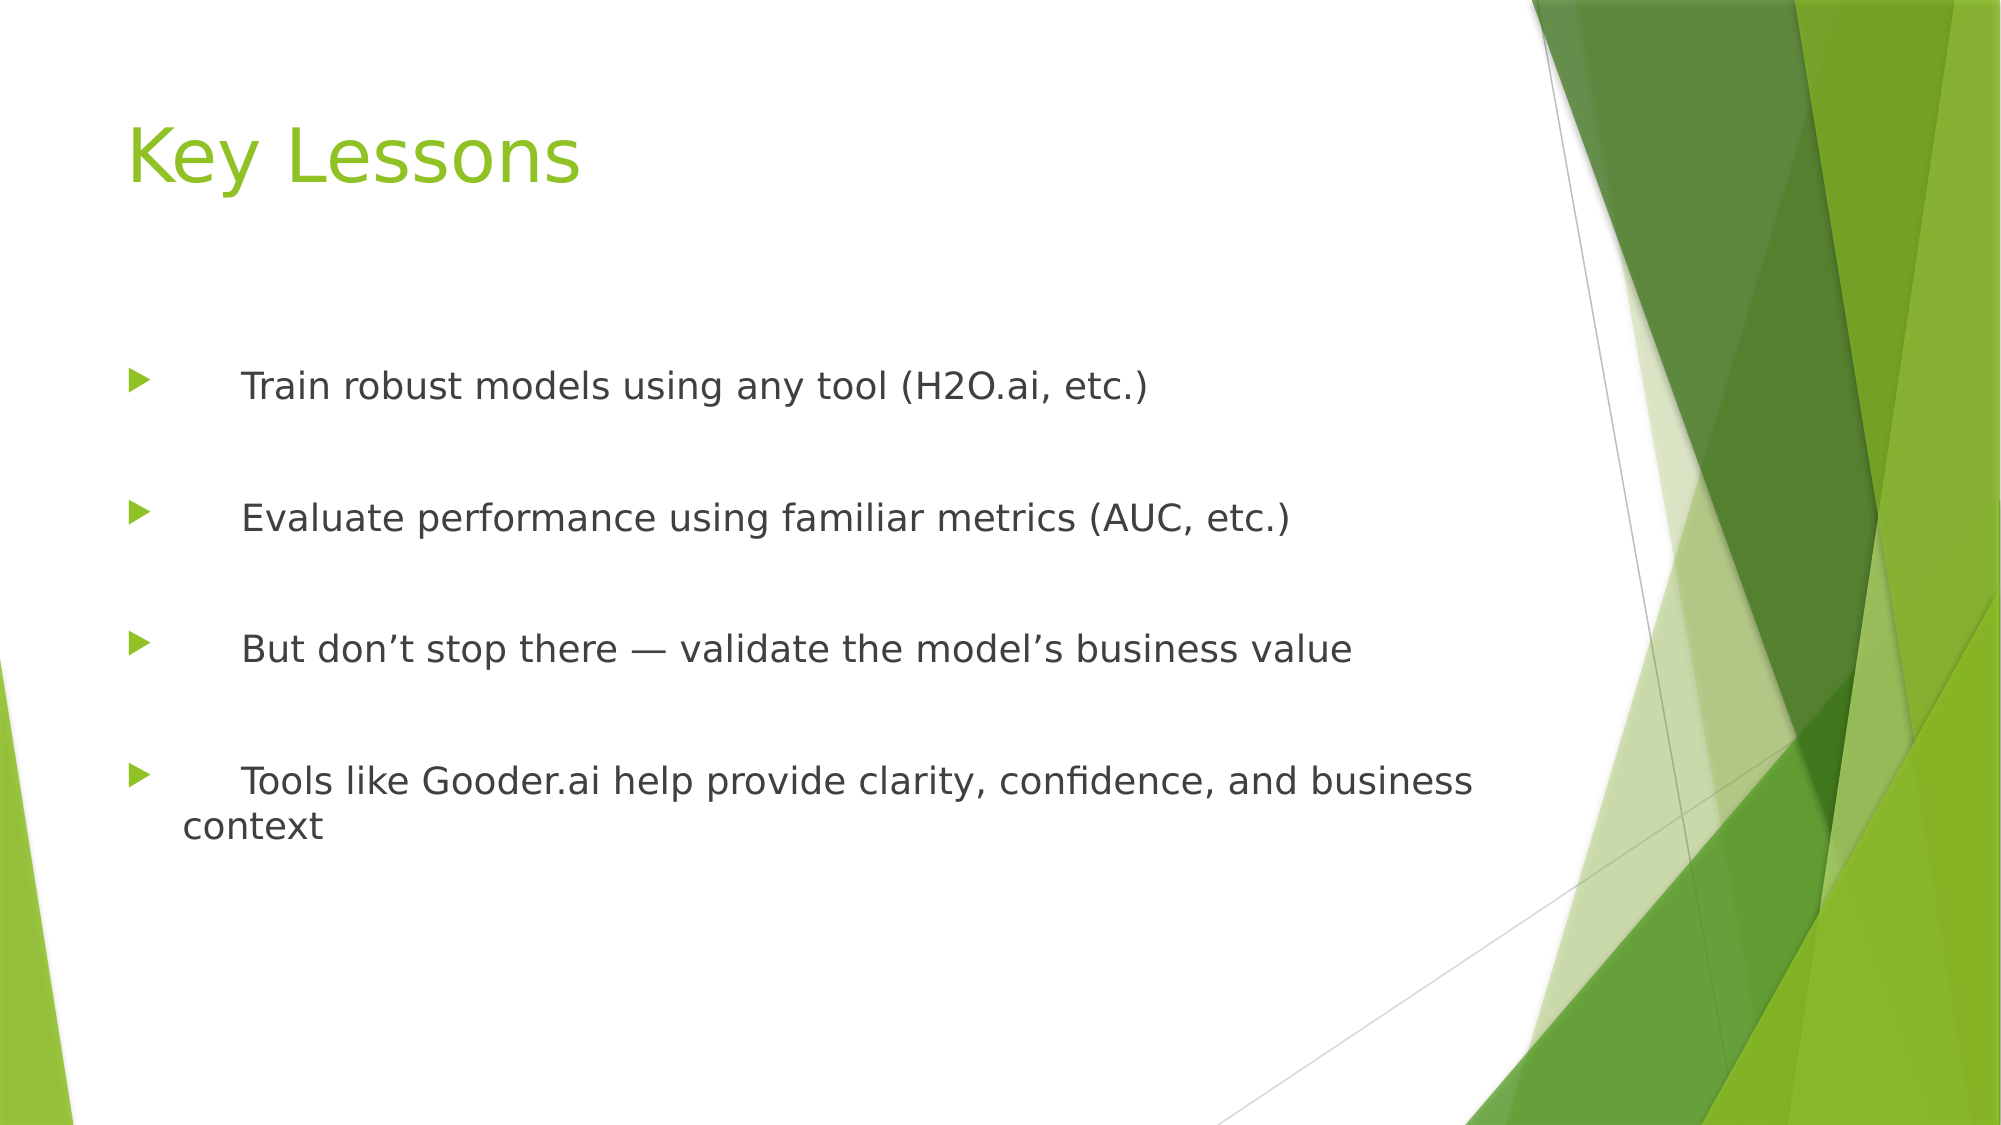 Key Lessons
Train robust models using any tool (H2O.ai, etc.)
Evaluate performance using familiar metrics (AUC, etc.)
But don’t stop there — validate the model’s business value
Tools like Gooder.ai help provide clarity, confidence, and business
context